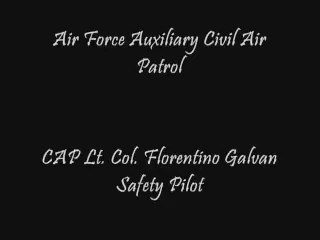 Air Force Auxiliary Civil Air
Patrol
CAP Lt. Col. Florentino Galvan
Safety Pilot